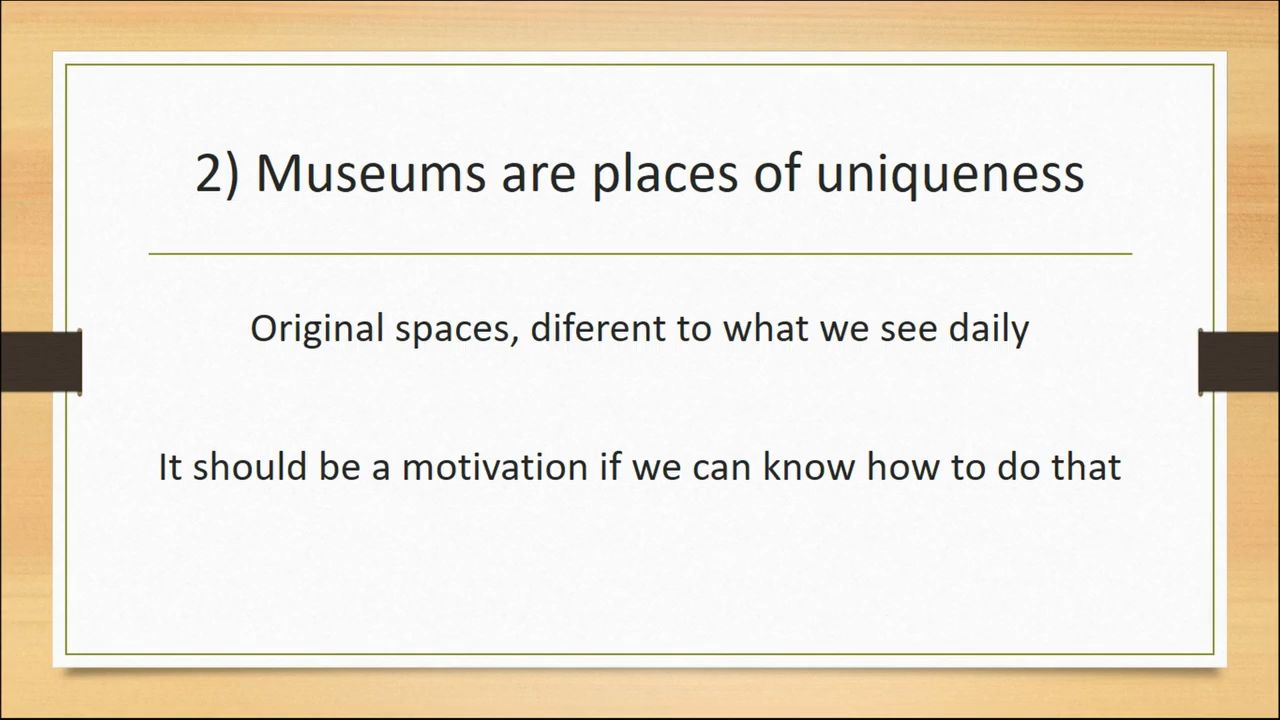 2) Museums are places of uniqueness
Original spaces, diferent to what we see daily
It should be a motivation if we can know how to do that